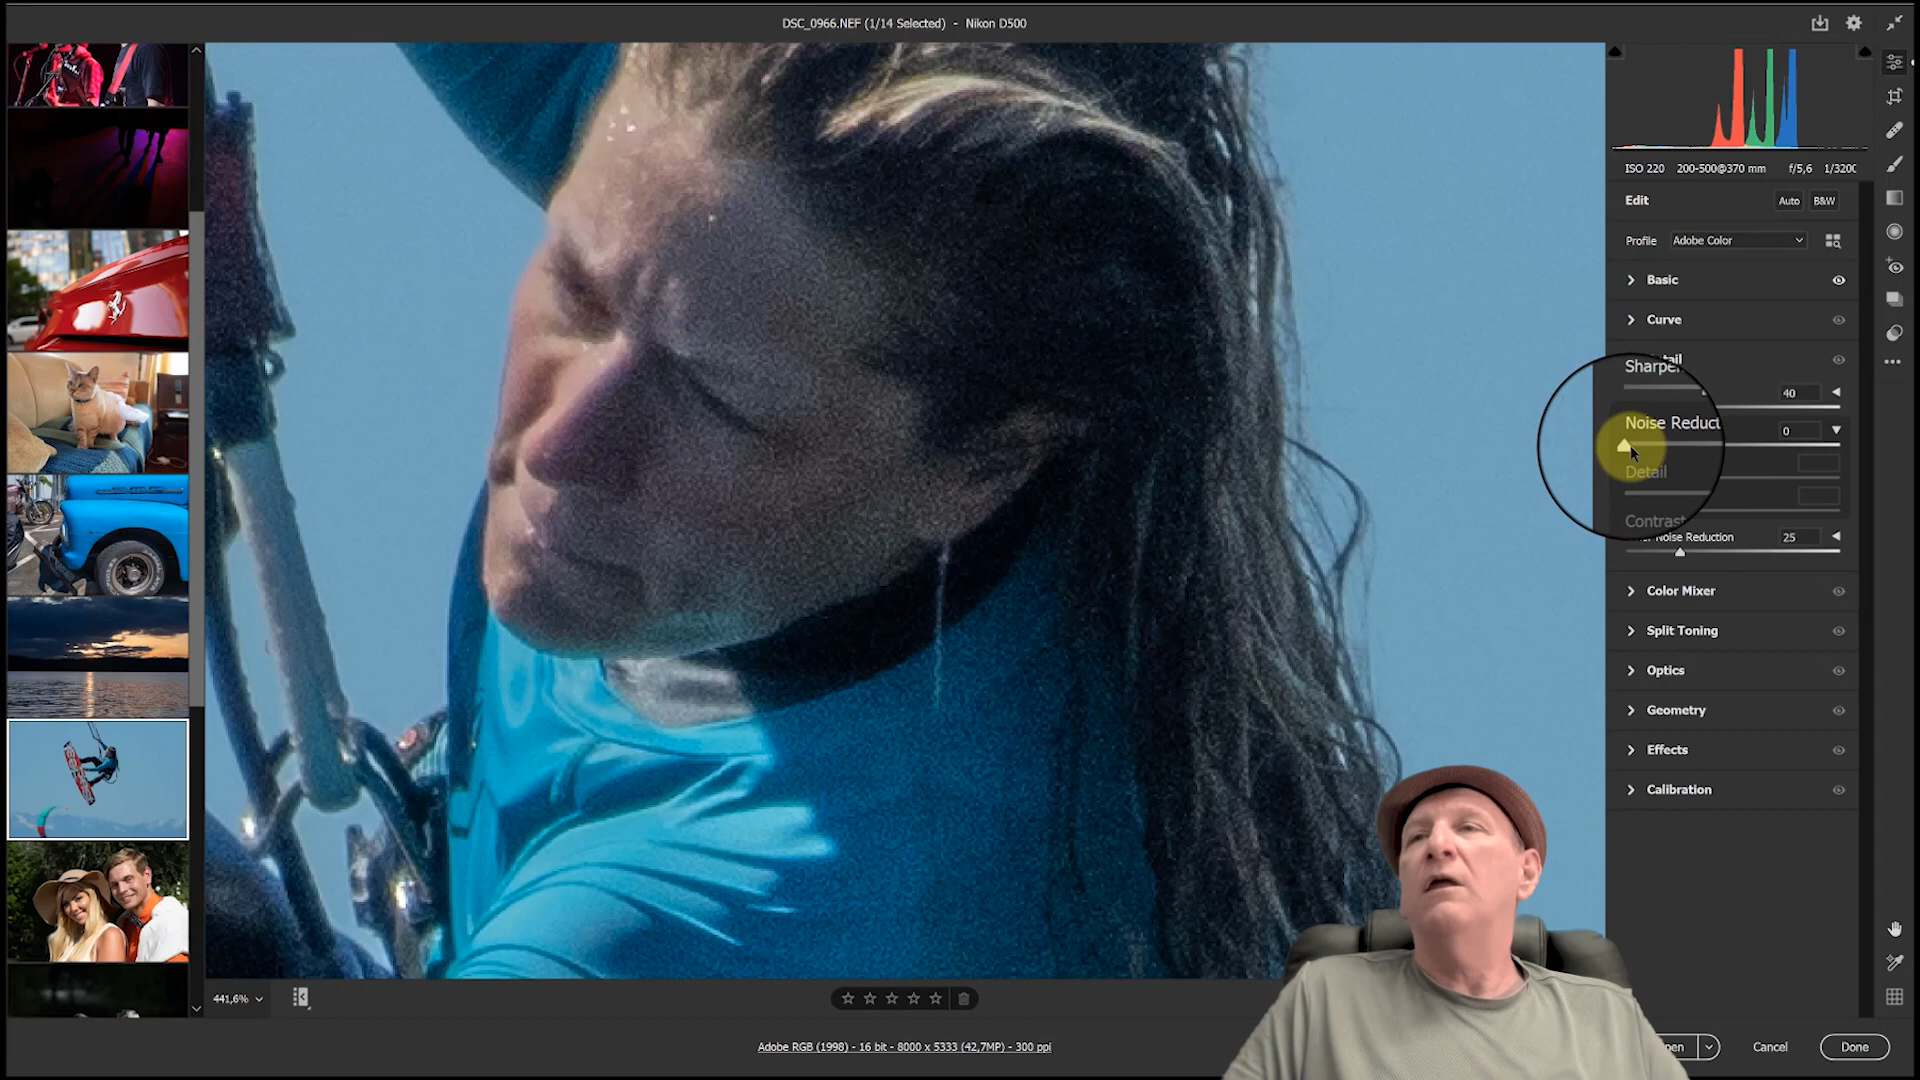 DSC_0966.NEF (1/14 Selected) - Nikon D500
ISO 220 200-500@370 mm f/5,6 1/3200
Edit Auto B&W
Profile Adobe Color
Basic
Curve
Sharpen
40
Noise Reduct
0
Detail
Contrast
Noise Reduction 25
Color Mixer
Split Toning
Optics
Geometry
Effects
Calibration
441,6%
Adobe RGB (1998) - 16 bit - 8000 x 5333 (42,7MP) - 300 ppi
Cancel Done